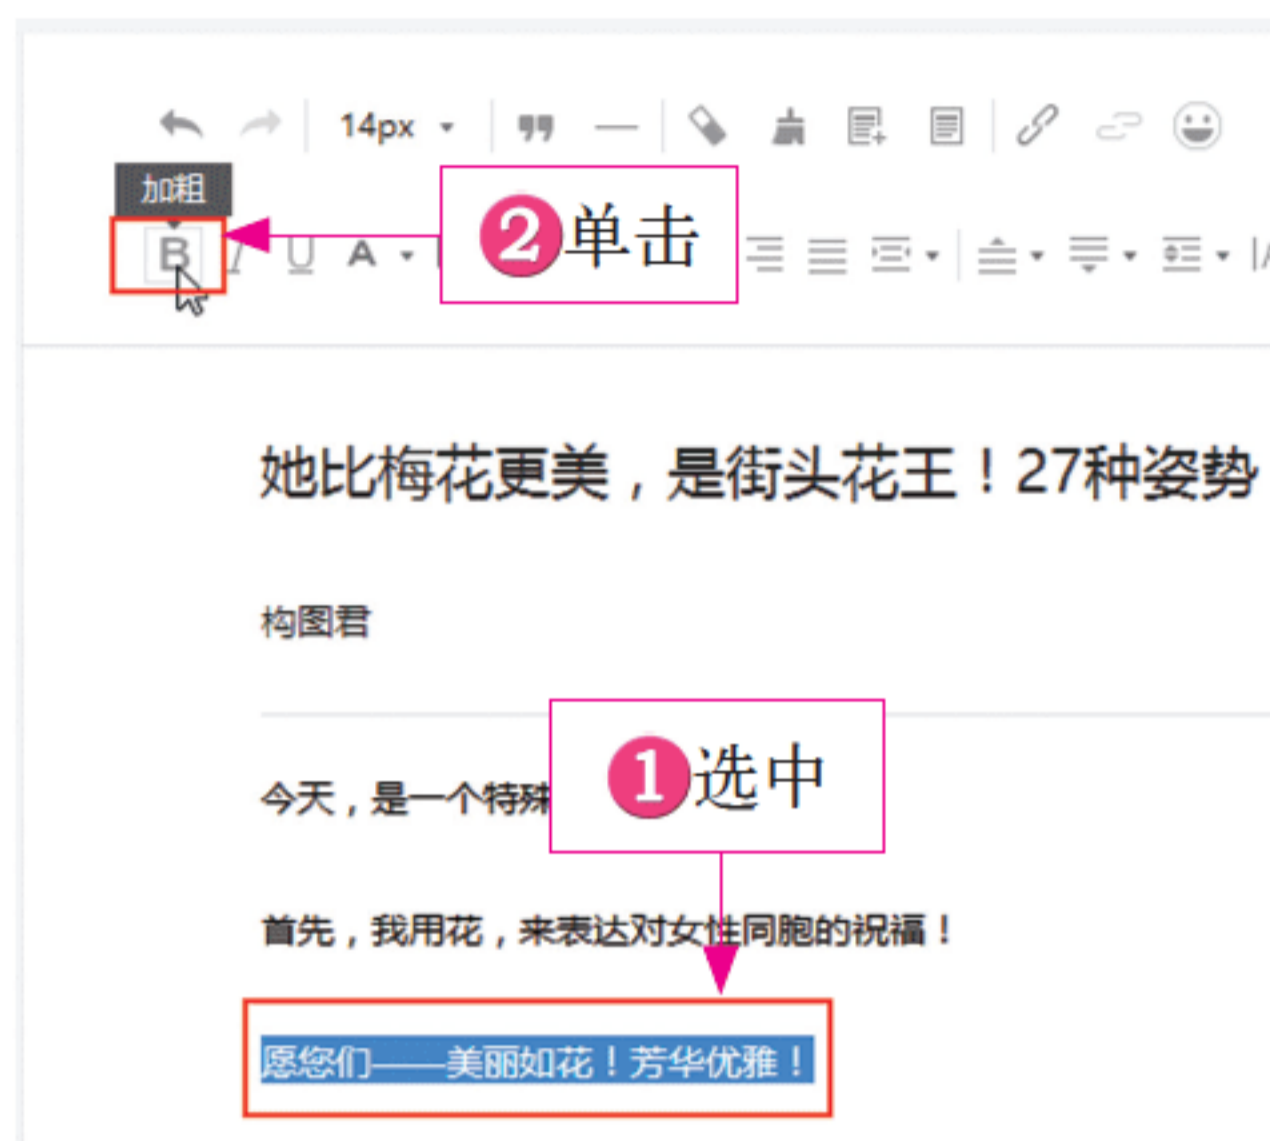 14px
加粗
B I U A
❷单击
她比梅花更美，是街头花王！27种姿势
构图君
❶选中
今天，是一个特殊
首先，我用花，来表达对女性同胞的祝福！
愿您们——美丽如花！芳华优雅！